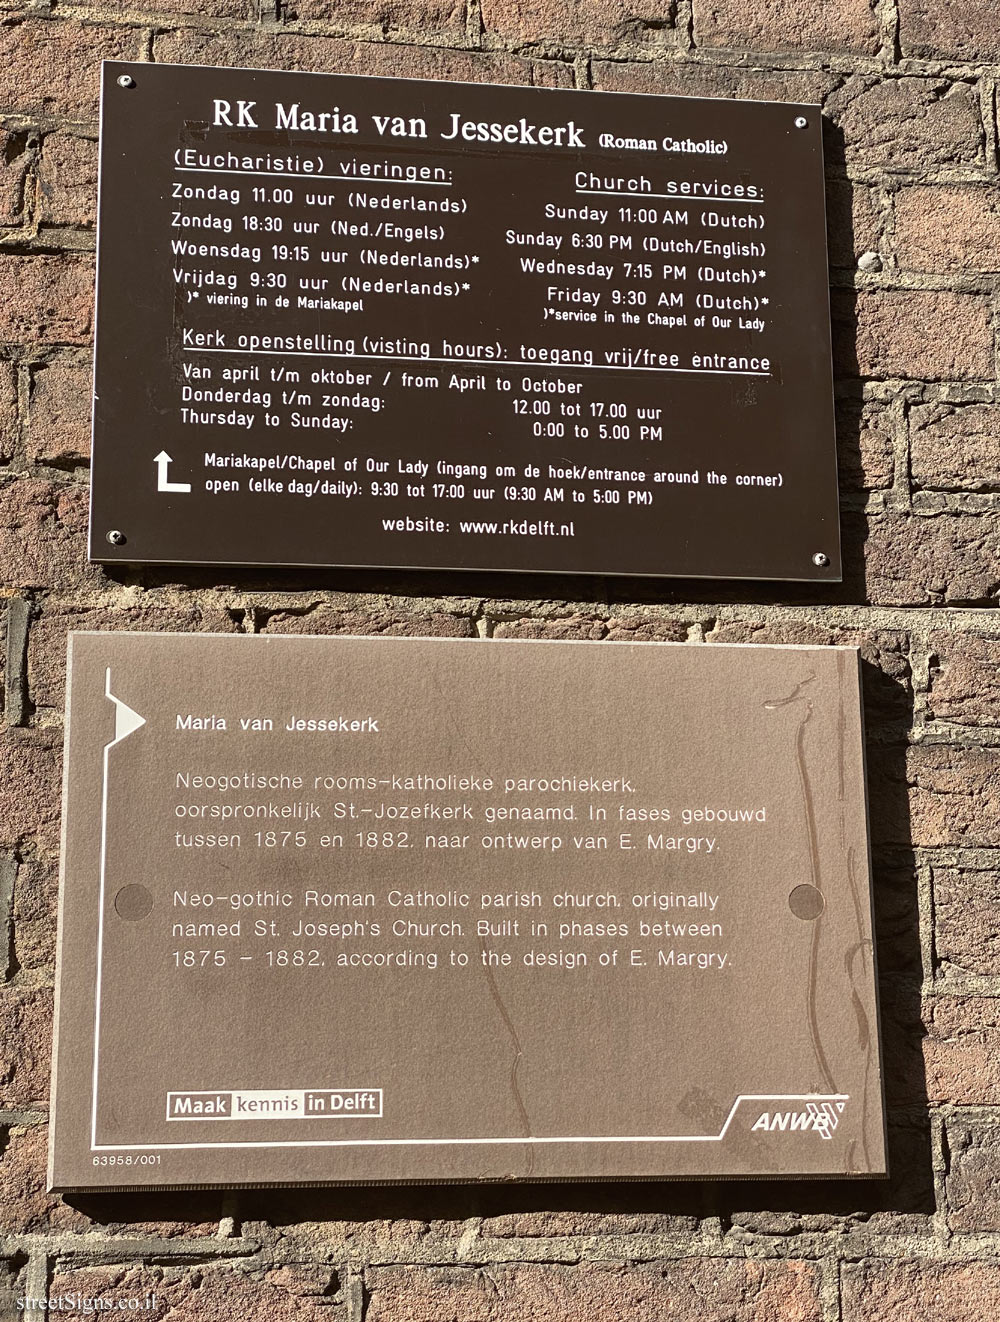 RK Maria van Jessekerk (Roman Catholic)
(Eucharistie) vieringen:
Zondag 11.00 uur (Nederlands)
Zondag 18:30 uur (Ned./Engels)
Woensdag 19:15 uur (Nederlands)*
Vrijdag 9:30 uur (Nederlands)*
)* viering in de Mariakapel
Church services:
Sunday 11:00 AM (Dutch)
Sunday 6:30 PM (Dutch/English)
Wednesday 7:15 PM (Dutch)*
Friday 9:30 AM (Dutch)*
)*service in the Chapel of Our Lady
Kerk openstelling (visting hours): toegang vrij/free entrance
Van april t/m oktober / from April to October
Donderdag t/m zondag: 12.00 tot 17.00 uur
Thursday to Sunday: 0:00 to 5.00 PM
Mariakapel/Chapel of Our Lady (ingang om de hoek/entrance around the corner)
open (elke dag/daily): 9:30 tot 17:00 uur (9:30 AM to 5:00 PM)
website: www.rkdelft.nl
Maria van Jessekerk
Neogotische rooms-katholieke parochiekerk,
oorspronkelijk St.-Jozefkerk genaamd. In fases gebouwd
tussen 1875 en 1882, naar ontwerp van E. Margry.
Neo-gothic Roman Catholic parish church, originally
named St. Joseph's Church. Built in phases between
1875 - 1882, according to the design of E. Margry.
Maak kennis in Delft
ANWB
63958/001
streetSigns.co.il